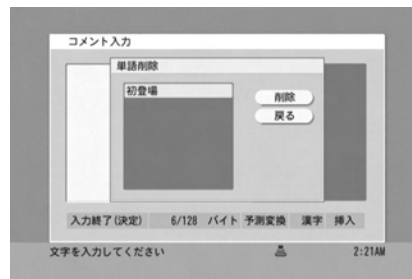 コメント入力
単語削除
初登場
削除
戻る
入力終了(決定) 6/128 バイト 予測変換 漢字 挿入
文字を入力してください 2:21AM